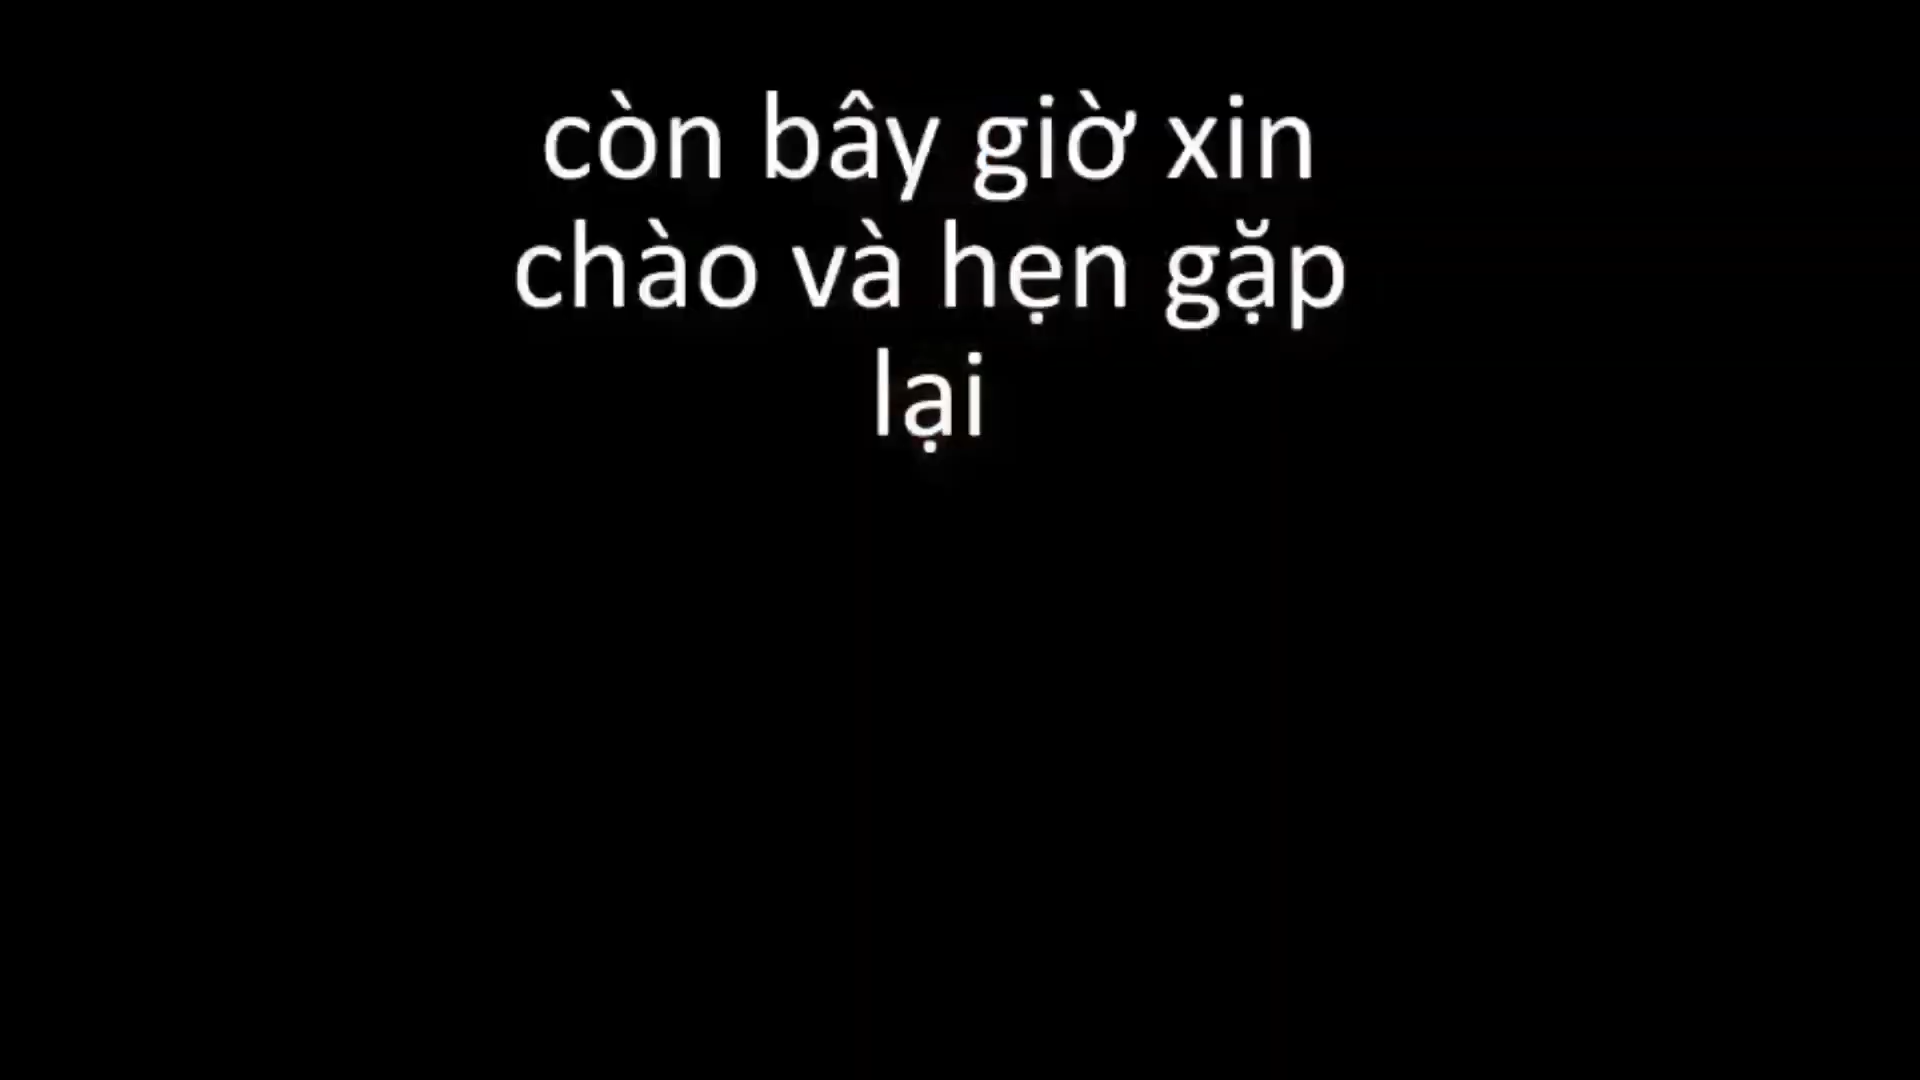 còn bây giờ xin
chào và hẹn gặp
lại